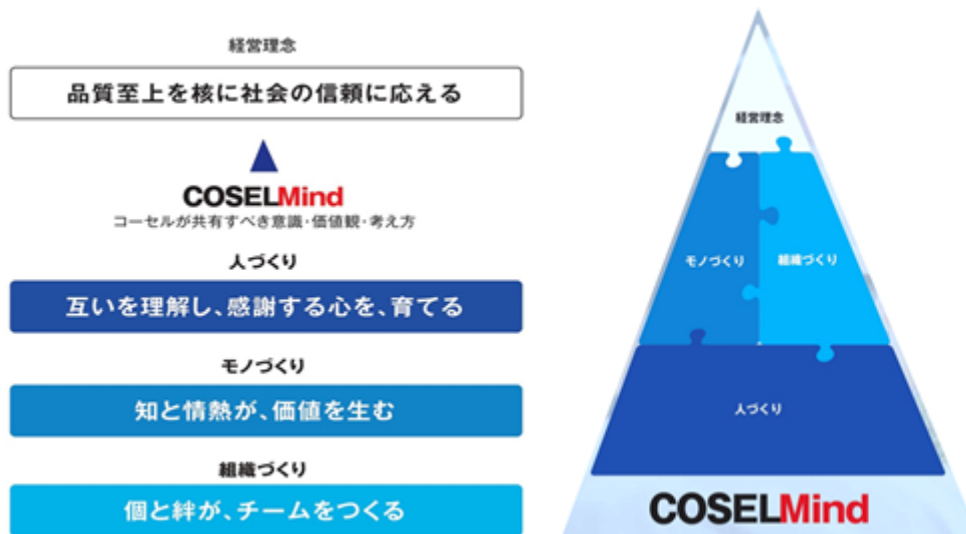 経営理念
品質至上を核に社会の信頼に応える
COSELMind
コーセルが共有すべき意識・価値観・考え方
人づくり
互いを理解し、感謝する心を、育てる
モノづくり
知と情熱が、価値を生む
組織づくり
個と絆が、チームをつくる
経営理念
モノづくり
組織づくり
人づくり
COSELMind